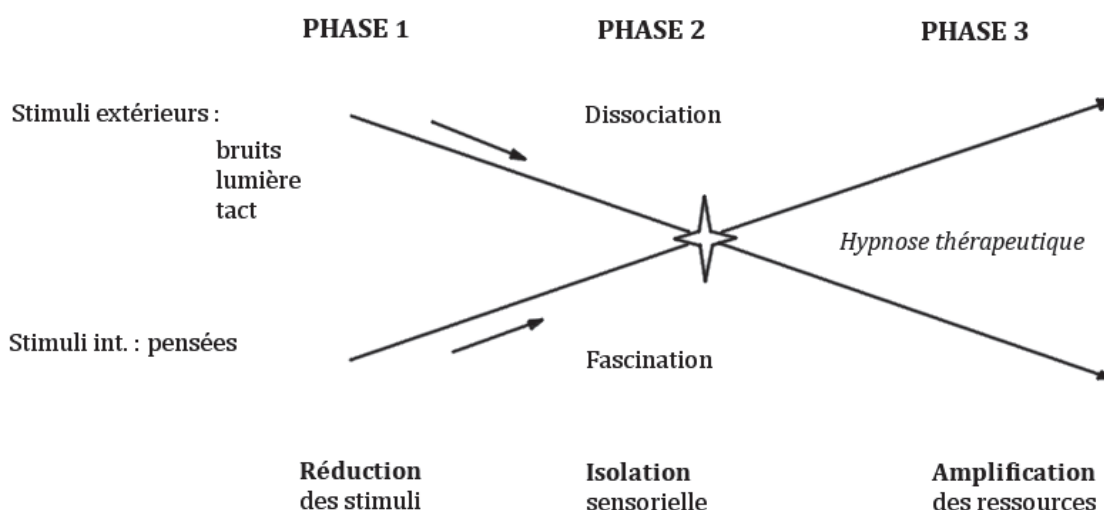 PHASE 1
PHASE 2
PHASE 3
Stimuli extérieurs :
bruits
lumière
tact
Dissociation
Hypnose thérapeutique
Stimuli int. : pensées
Fascination
Réduction
des stimuli
Isolation
sensorielle
Amplification
des ressources